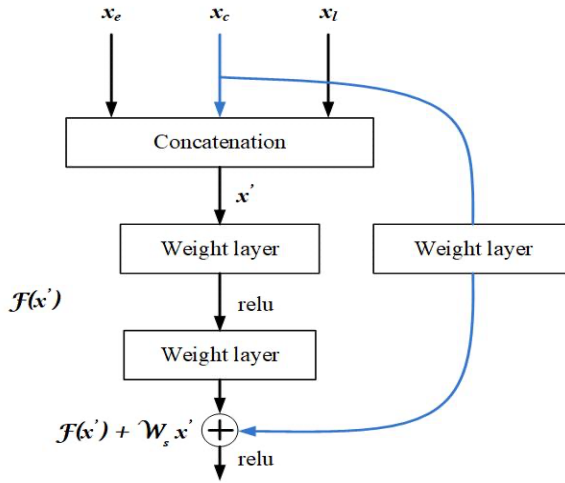 x_e x_c x_l
Concatenation
x'
Weight layer Weight layer
F(x') relu
Weight layer
F(x') + W_s x' +
relu